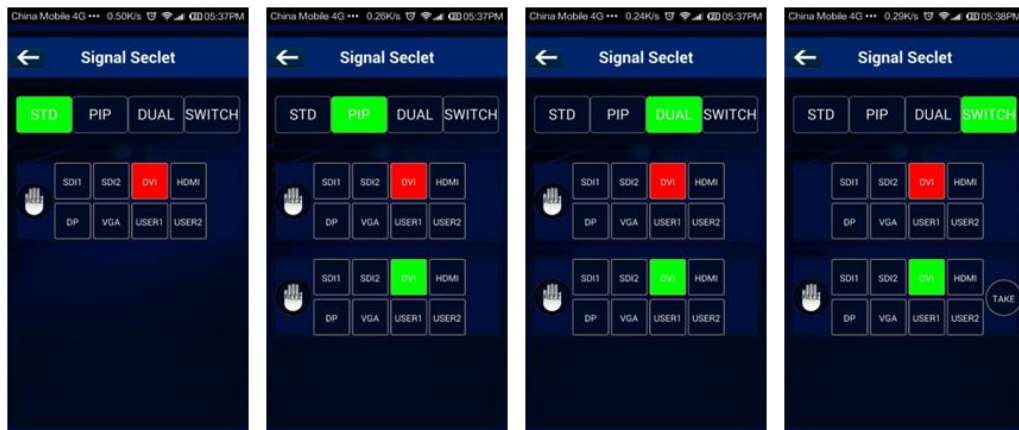 China Mobile 4G ••• 0.50K/s 05:37PM
Signal Seclet
STD PIP DUAL SWITCH
SDI1 SDI2 DVI HDMI
DP VGA USER1 USER2
China Mobile 4G ••• 0.26K/s 05:37PM
Signal Seclet
STD PIP DUAL SWITCH
SDI1 SDI2 DVI HDMI
DP VGA USER1 USER2
SDI1 SDI2 DVI HDMI
DP VGA USER1 USER2
China Mobile 4G ••• 0.24K/s 05:37PM
Signal Seclet
STD PIP DUAL SWITCH
SDI1 SDI2 DVI HDMI
DP VGA USER1 USER2
SDI1 SDI2 DVI HDMI
DP VGA USER1 USER2
China Mobile 4G ••• 0.29K/s 05:38PM
Signal Seclet
STD PIP DUAL SWITCH
SDI1 SDI2 DVI HDMI
DP VGA USER1 USER2
SDI1 SDI2 DVI HDMI
TAKE
DP VGA USER1 USER2